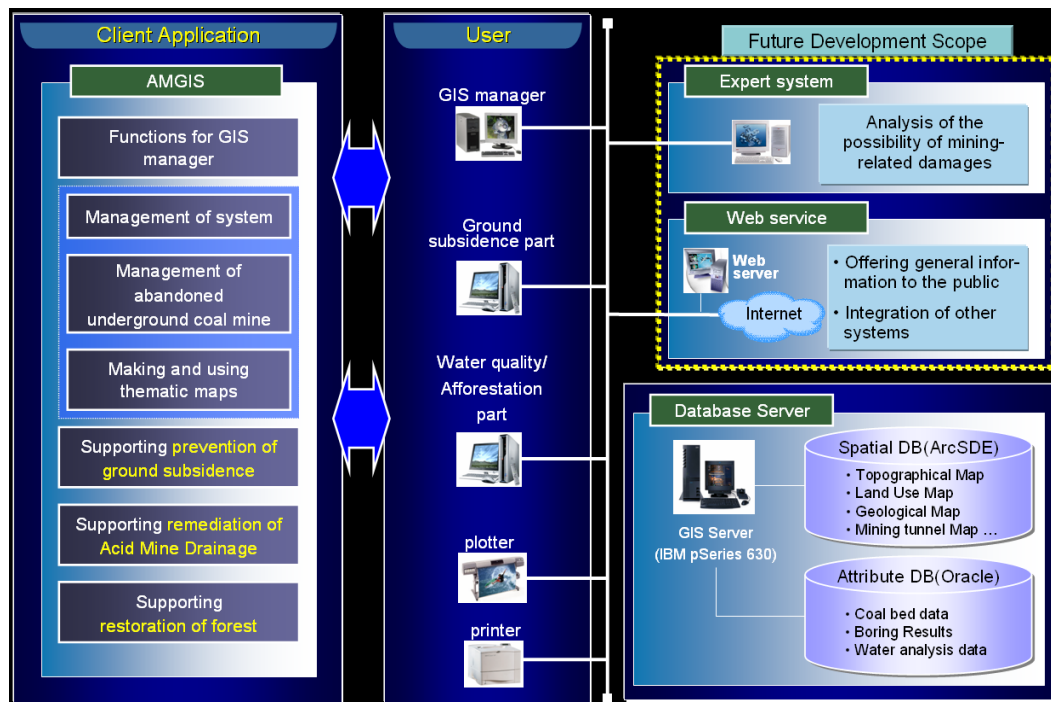 Client Application
AMGIS
Functions for GIS
manager
Management of system
Management of
abandoned
underground coal mine
Making and using
thematic maps
Supporting prevention of
ground subsidence
Supporting remediation of
Acid Mine Drainage
Supporting
restoration of forest
User
GIS manager
Ground
subsidence part
Water quality/
Afforestation
part
plotter
printer
Future Development Scope
Expert system
Analysis of the
possibility of mining-
related damages
Web service
Web
server
Internet
• Offering general infor-
mation to the public
• Integration of other
systems
Database Server
GIS Server
(IBM pSeries 630)
Spatial DB(ArcSDE)
• Topographical Map
• Land Use Map
• Geological Map
• Mining tunnel Map ...
Attribute DB(Oracle)
• Coal bed data
• Boring Results
• Water analysis data